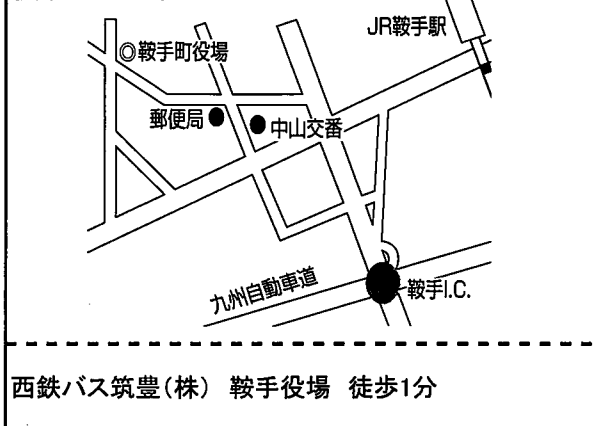 JR鞍手駅
◎鞍手町役場
郵便局
中山交番
九州自動車道
鞍手I.C.
西鉄バス筑豊(株) 鞍手役場 徒歩1分